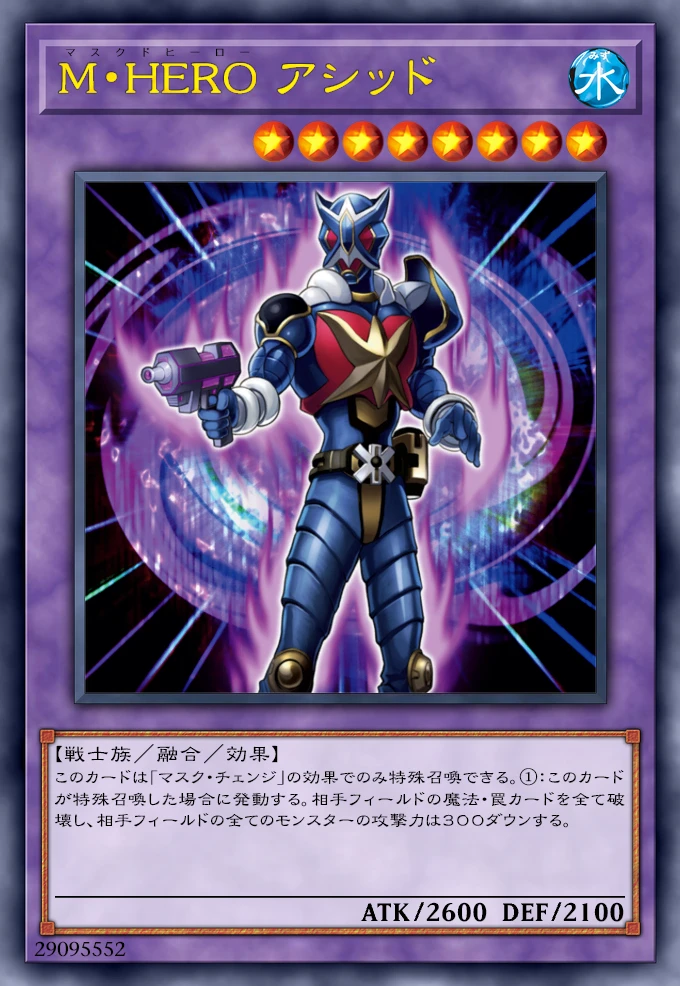 マスクドヒーロー
M・HERO アシッド
みず
水
【戦士族／融合／効果】
このカードは「マスク・チェンジ」の効果でのみ特殊召喚できる。①:このカード
が特殊召喚した場合に発動する。相手フィールドの魔法・罠カードを全て破
壊し、相手フィールドの全てのモンスターの攻撃力は３００ダウンする。
ATK/2600 DEF/2100
29095552